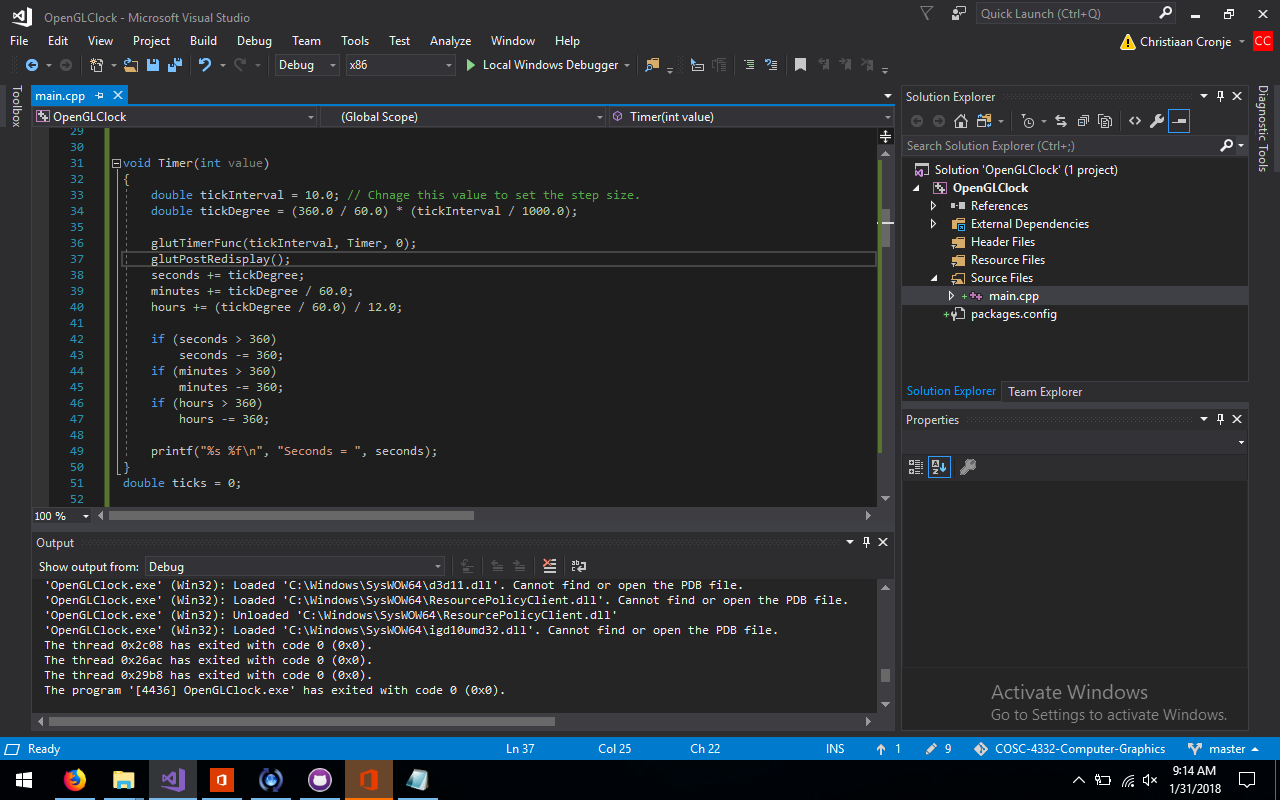 OpenGLClock - Microsoft Visual Studio
Quick Launch (Ctrl+Q)
File Edit View Project Build Debug Team Tools Test Analyze Window Help
Christiaan Cronje CC
Debug x86 Local Windows Debugger
Toolbox
main.cpp
OpenGLClock (Global Scope) Timer(int value)
29
30
31 void Timer(int value)
32 {
33 double tickInterval = 10.0; // Chnage this value to set the step size.
34 double tickDegree = (360.0 / 60.0) * (tickInterval / 1000.0);
35
36 glutTimerFunc(tickInterval, Timer, 0);
37 glutPostRedisplay();
38 seconds += tickDegree;
39 minutes += tickDegree / 60.0;
40 hours += (tickDegree / 60.0) / 12.0;
41
42 if (seconds > 360)
43 seconds -= 360;
44 if (minutes > 360)
45 minutes -= 360;
46 if (hours > 360)
47 hours -= 360;
48
49 printf("%s %f\n", "Seconds = ", seconds);
50 }
51 double ticks = 0;
52
100 %
Output
Show output from: Debug
'OpenGLClock.exe' (Win32): Loaded 'C:\Windows\SysWOW64\d3d11.dll'. Cannot find or open the PDB file.
'OpenGLClock.exe' (Win32): Loaded 'C:\Windows\SysWOW64\ResourcePolicyClient.dll'. Cannot find or open the PDB file.
'OpenGLClock.exe' (Win32): Unloaded 'C:\Windows\SysWOW64\ResourcePolicyClient.dll'
'OpenGLClock.exe' (Win32): Loaded 'C:\Windows\SysWOW64\igd10umd32.dll'. Cannot find or open the PDB file.
The thread 0x2c08 has exited with code 0 (0x0).
The thread 0x26ac has exited with code 0 (0x0).
The thread 0x29b8 has exited with code 0 (0x0).
The program '[4436] OpenGLClock.exe' has exited with code 0 (0x0).
Solution Explorer
Search Solution Explorer (Ctrl+;)
Solution 'OpenGLClock' (1 project)
OpenGLClock
References
External Dependencies
Header Files
Resource Files
Source Files
main.cpp
packages.config
Solution Explorer Team Explorer
Properties
Diagnostic Tools
Activate Windows
Go to Settings to activate Windows.
Ready Ln 37 Col 25 Ch 22 INS 1 9 COSC-4332-Computer-Graphics master
9:14 AM
1/31/2018